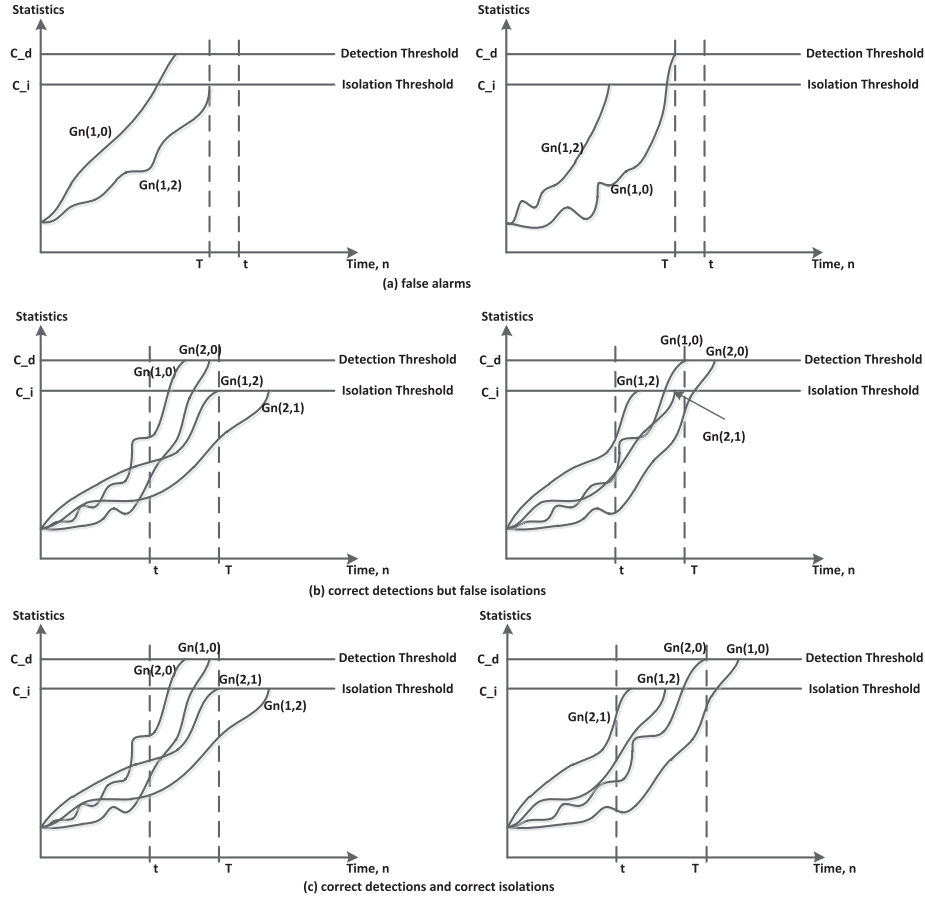 Statistics
Statistics
C_d
Detection Threshold
C_d
Detection Threshold
C_i
Isolation Threshold
C_i
Isolation Threshold
Gn(1,0)
Gn(1,2)
Gn(1,2)
Gn(1,0)
T
t
Time, n
T
t
Time, n
(a) false alarms
Statistics
Statistics
Gn(2,0)
Gn(1,0)
Gn(2,0)
C_d
Detection Threshold
C_d
Detection Threshold
Gn(1,0)
Gn(1,2)
Gn(1,2)
C_i
Isolation Threshold
C_i
Isolation Threshold
Gn(2,1)
Gn(2,1)
t
T
Time, n
t
T
Time, n
(b) correct detections but false isolations
Statistics
Statistics
Gn(1,0)
Gn(2,0)
Gn(1,0)
C_d
Detection Threshold
C_d
Detection Threshold
Gn(2,0)
Gn(2,1)
Gn(1,2)
C_i
Isolation Threshold
C_i
Isolation Threshold
Gn(1,2)
Gn(2,1)
t
T
Time, n
t
T
Time, n
(c) correct detections and correct isolations